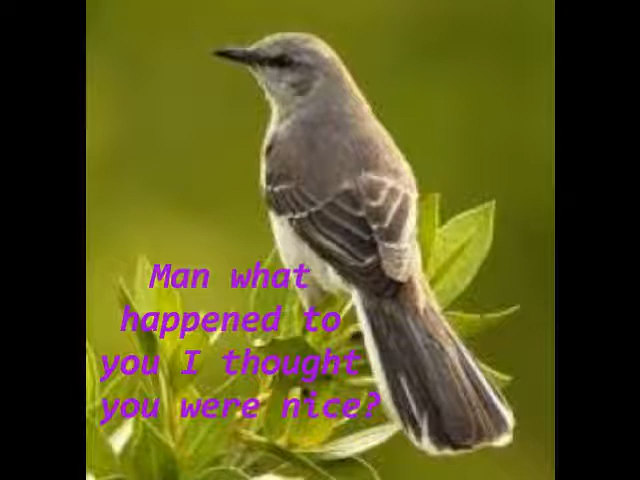 Man what
happened to
you I thought
you were nice?